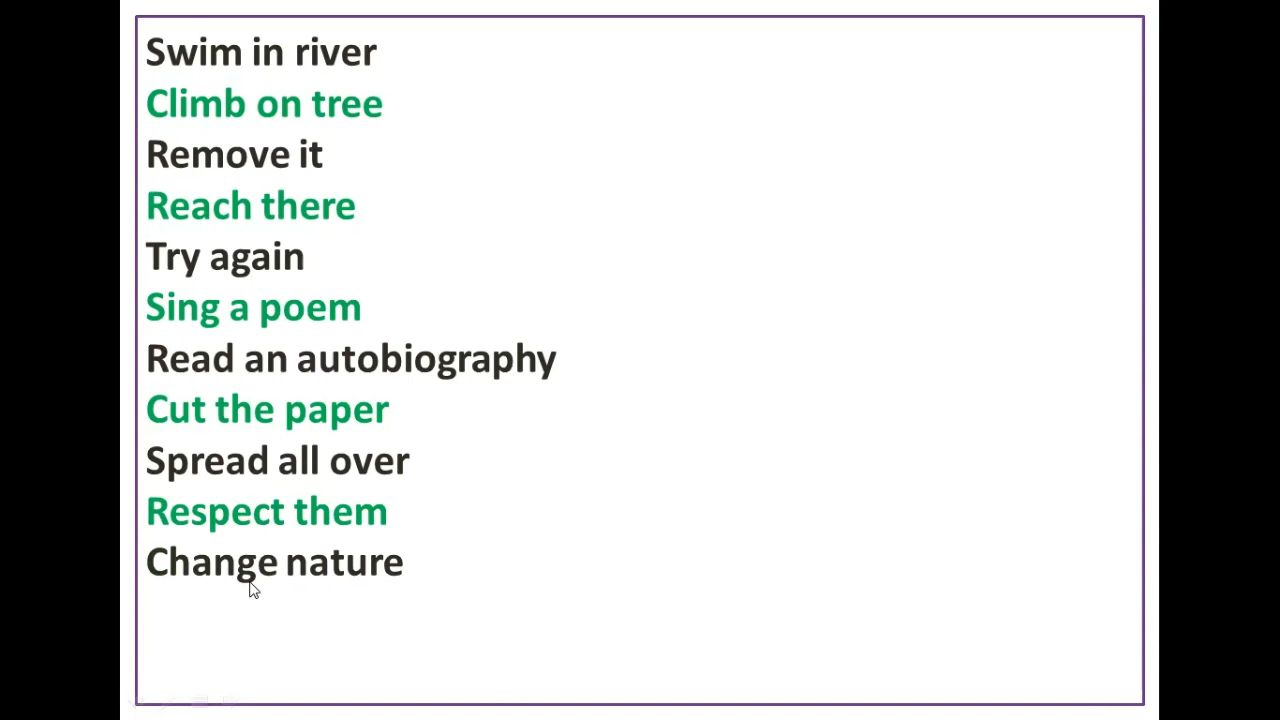 Swim in river
Climb on tree
Remove it
Reach there
Try again
Sing a poem
Read an autobiography
Cut the paper
Spread all over
Respect them
Change nature